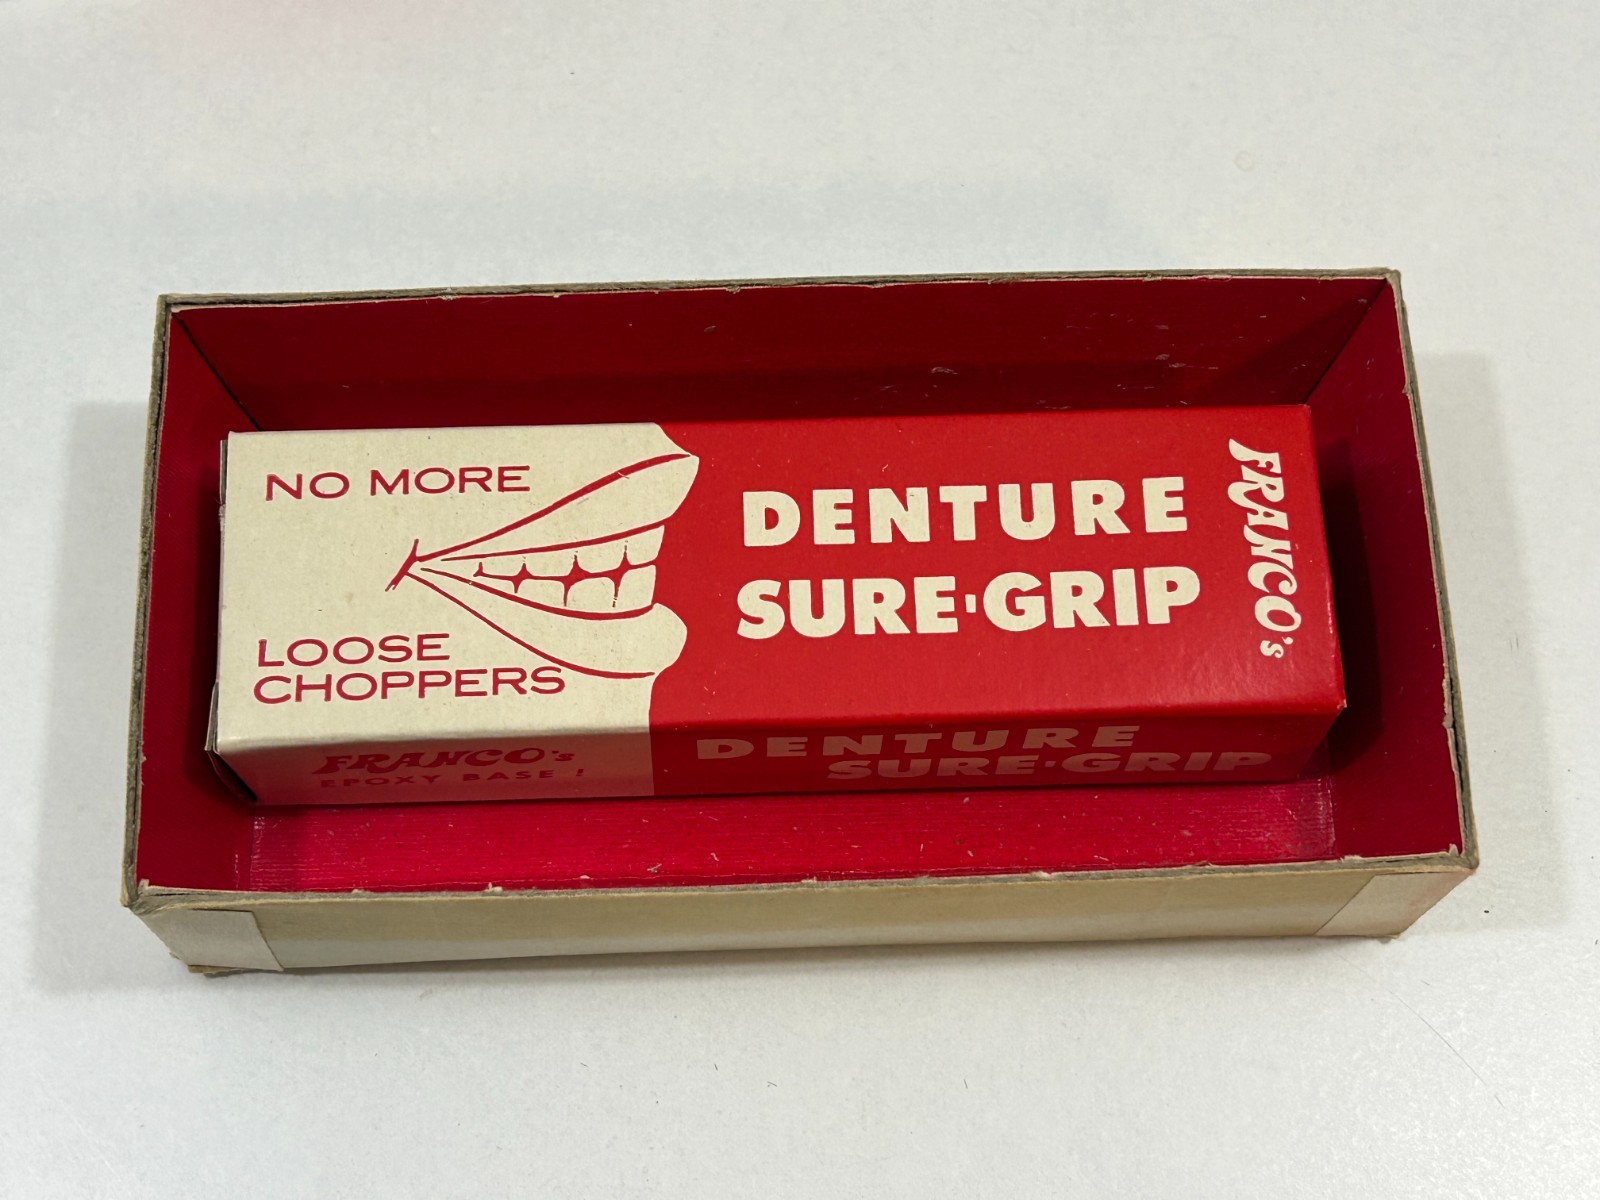 NO MORE
LOOSE
CHOPPERS
DENTURE
SURE-GRIP
FRANCO's
FRANCO's
EPOXY BASE!
DENTURE
SURE-GRIP